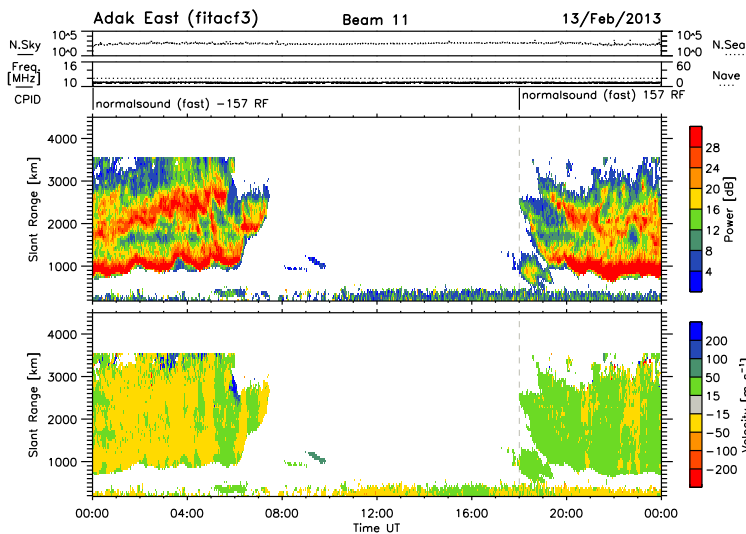 Adak East (fitacf3) Beam 11 13/Feb/2013
N.Sky 10^5 10^0 10^5 10^0 N.Sea
Freq. [MHz] 16 10 60 0 Nave
CPID normalsound (fast) -157 RF normalsound (fast) 157 RF
Slant Range [km] 4000 3000 2000 1000
Power [dB] 28 24 20 16 12 8 4
Slant Range [km] 4000 3000 2000 1000
Velocity [m s^-1] 200 100 50 15 -15 -50 -100 -200
00:00 04:00 08:00 12:00 16:00 20:00 00:00
Time UT